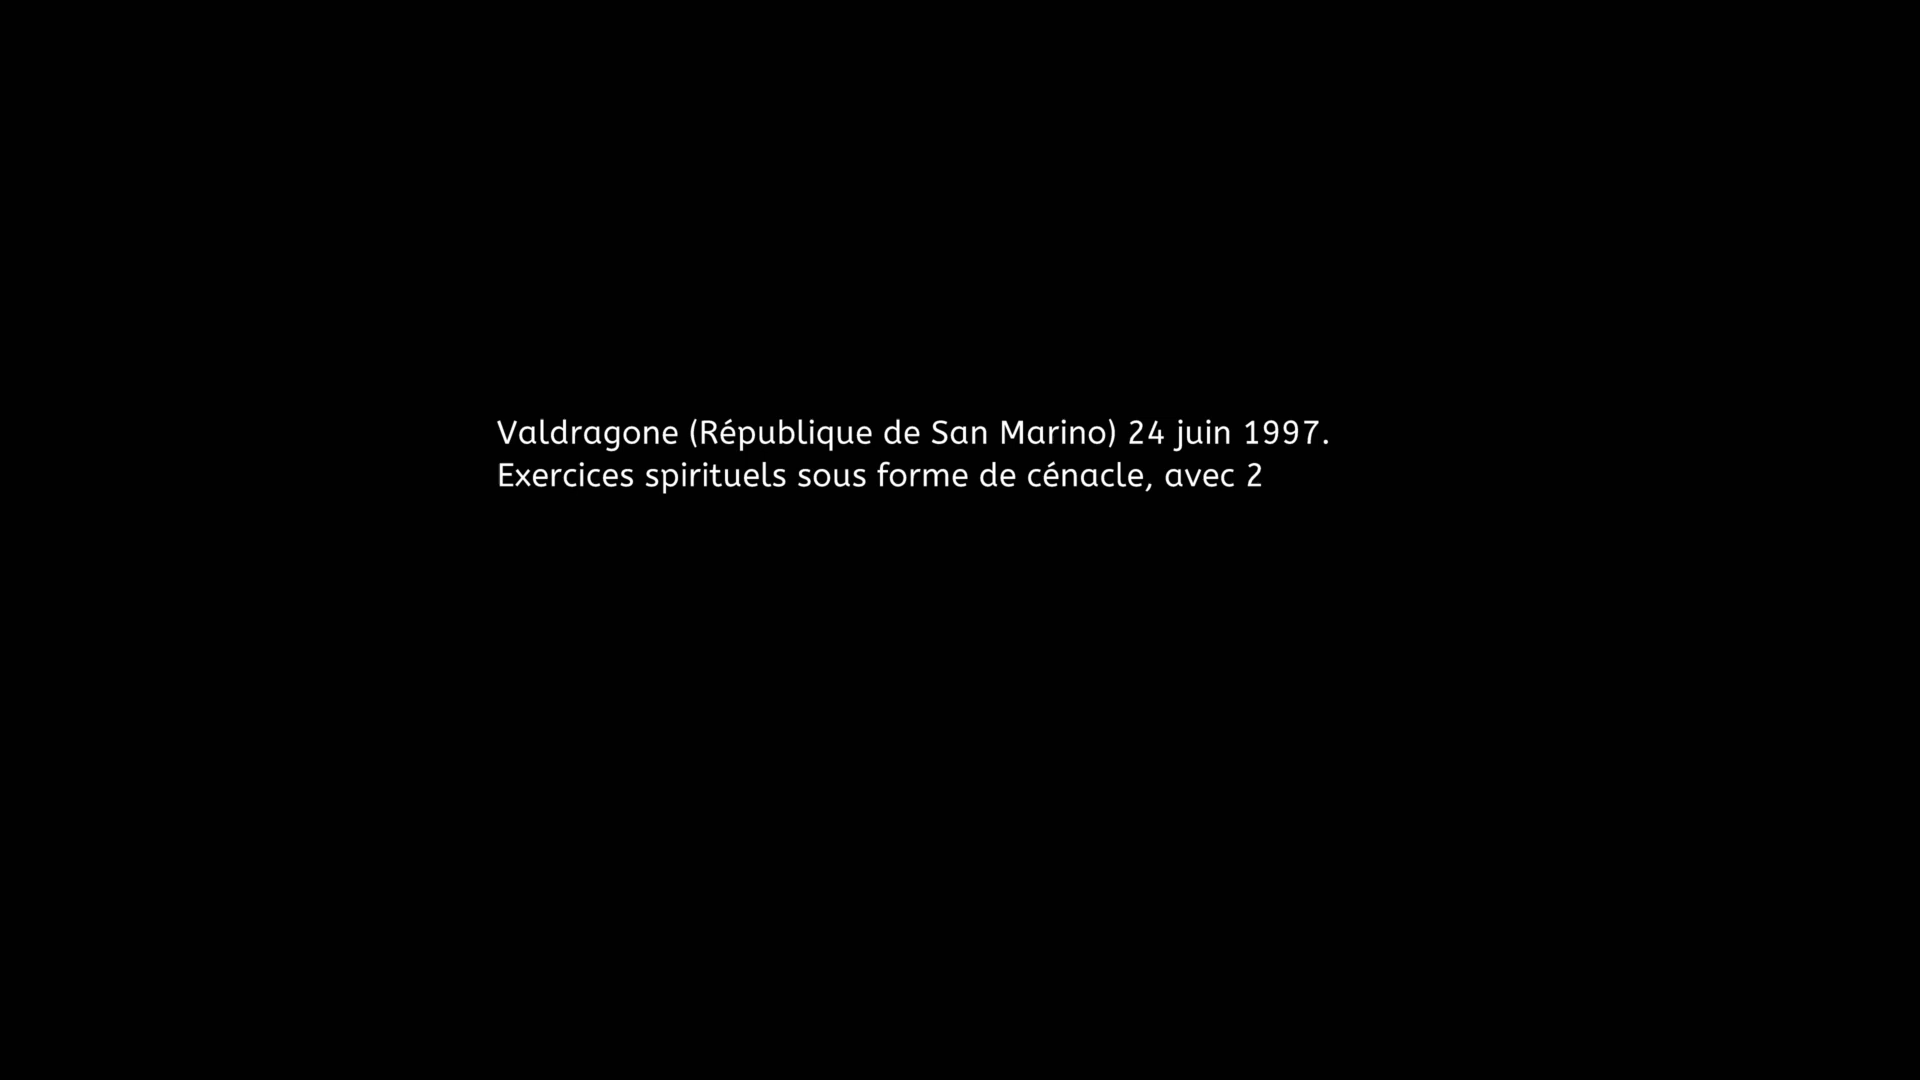 Valdragone (République de San Marino) 24 juin 1997.
Exercices spirituels sous forme de cénacle, avec 2